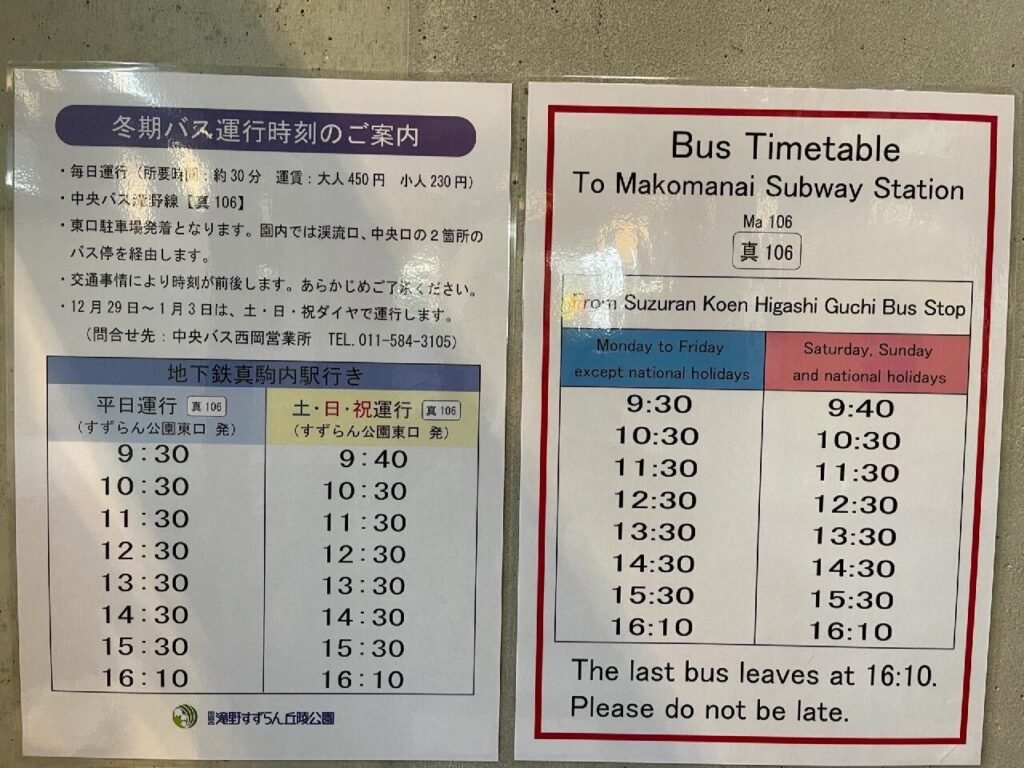 冬期バス運行時刻のご案内
・毎日運行（所要時間：約30分　運賃：大人450円　小人230円）
・中央バス滝野線【真106】
・東口駐車場発着となります。園内では渓流口、中央口の２箇所の
バス停を経由します。
・交通事情により時刻が前後します。あらかじめご了承ください。
・12月29日～1月3日は、土・日・祝ダイヤで運行します。
（問合せ先：中央バス西岡営業所　TEL.011-584-3105）
地下鉄真駒内駅行き
平日運行 真106 土・日・祝運行 真106
（すずらん公園東口 発） （すずらん公園東口 発）
9：30 9：40
10：30 10：30
11：30 11：30
12：30 12：30
13：30 13：30
14：30 14：30
15：30 15：30
16：10 16：10
国営滝野すずらん丘陵公園
Bus Timetable
To Makomanai Subway Station
Ma 106
真 106
From Suzuran Koen Higashi Guchi Bus Stop
Monday to Friday Saturday, Sunday
except national holidays and national holidays
9:30 9:40
10:30 10:30
11:30 11:30
12:30 12:30
13:30 13:30
14:30 14:30
15:30 15:30
16:10 16:10
The last bus leaves at 16:10.
Please do not be late.